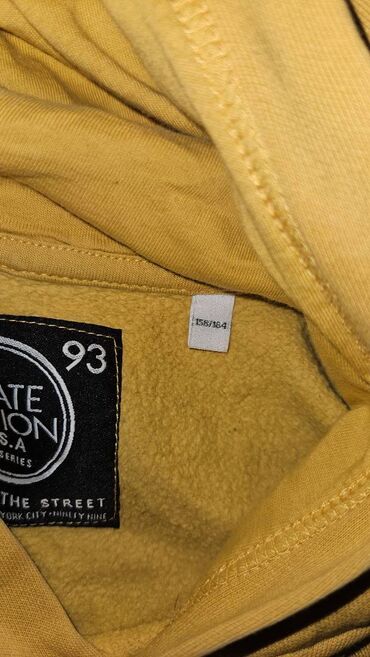 93
158/164
ATE
ION
S.A
SERIES
THE STREET
YORK CITY • NINETY NINE